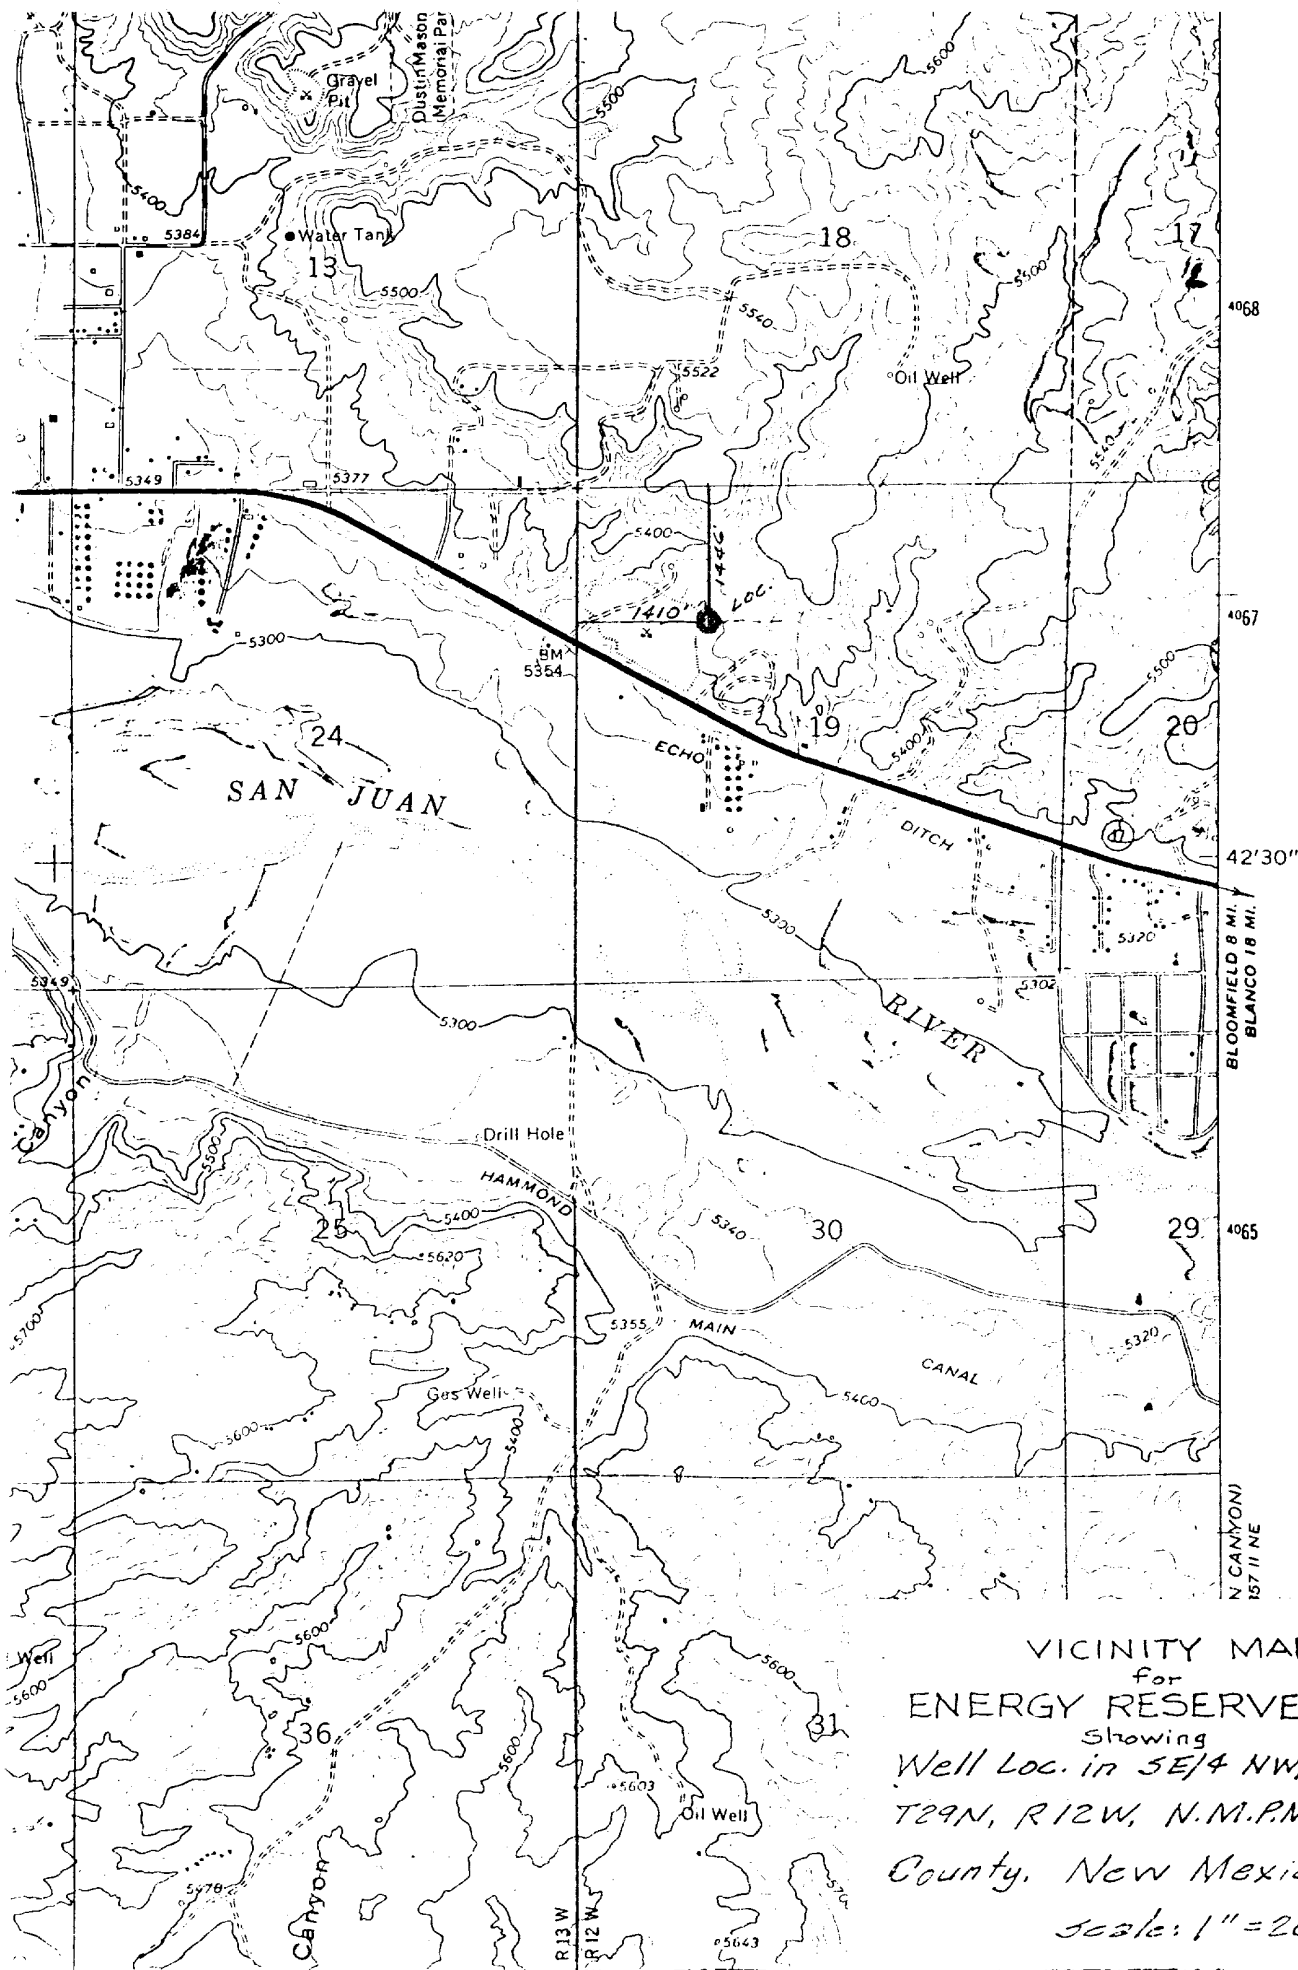 Dustin Mason
Memorial Par
Gravel
Pit
5600
5500
5400
5384
Water Tank
13
18
17
5500
5500
5540
4068
5522
Oil Well
5540
5349
5377
5400
1445'
1410'
LOC.
4067
5300
BM
5354
5500
24
19
20
ECHO
5400
SAN JUAN
DITCH
42'30"
5300
5320
BLOOMFIELD 8 MI.
BLANCO 18 MI.
5349
5302
5300
RIVER
Canyon
Drill Hole
5500
HAMMOND
5400
25
5340
30
29
4065
5620
5700
5355
MAIN
5320
CANAL
Gas Well
5400
5600
5400
N CANYON)
357 II NE
5600
Well
5600
5600
5600
36
31
5603
Oil Well
5478
Canyon
R 13 W
R 12 W
5643
VICINITY MA
for
ENERGY RESERVE
Showing
Well Loc. in SE/4 NW
T29N, R12W, N.M.P.M
County, New Mexic
Scale: 1" = 20